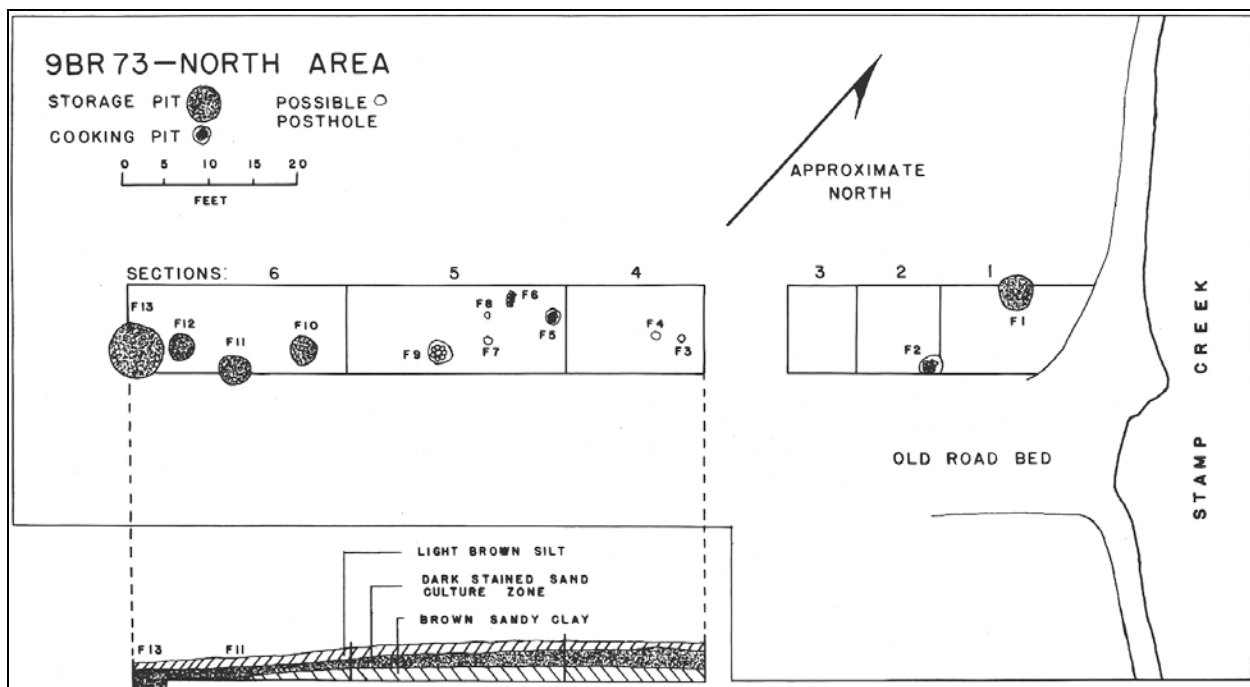 9BR73—NORTH AREA
STORAGE PIT
POSSIBLE
POSTHOLE
COOKING PIT
0 5 10 15 20
FEET
APPROXIMATE
NORTH
SECTIONS: 6 5 4 3 2 1
F13
F12
F11
F10
F9
F8
F7
F6
F5
F4
F3
F2
F1
OLD ROAD BED
STAMP CREEK
LIGHT BROWN SILT
DARK STAINED SAND
CULTURE ZONE
BROWN SANDY CLAY
F13 F11